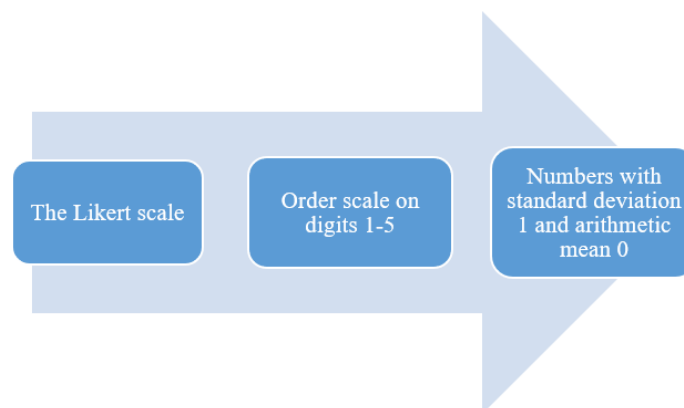 The Likert scale
Order scale on
digits 1-5
Numbers with
standard deviation
1 and arithmetic
mean 0